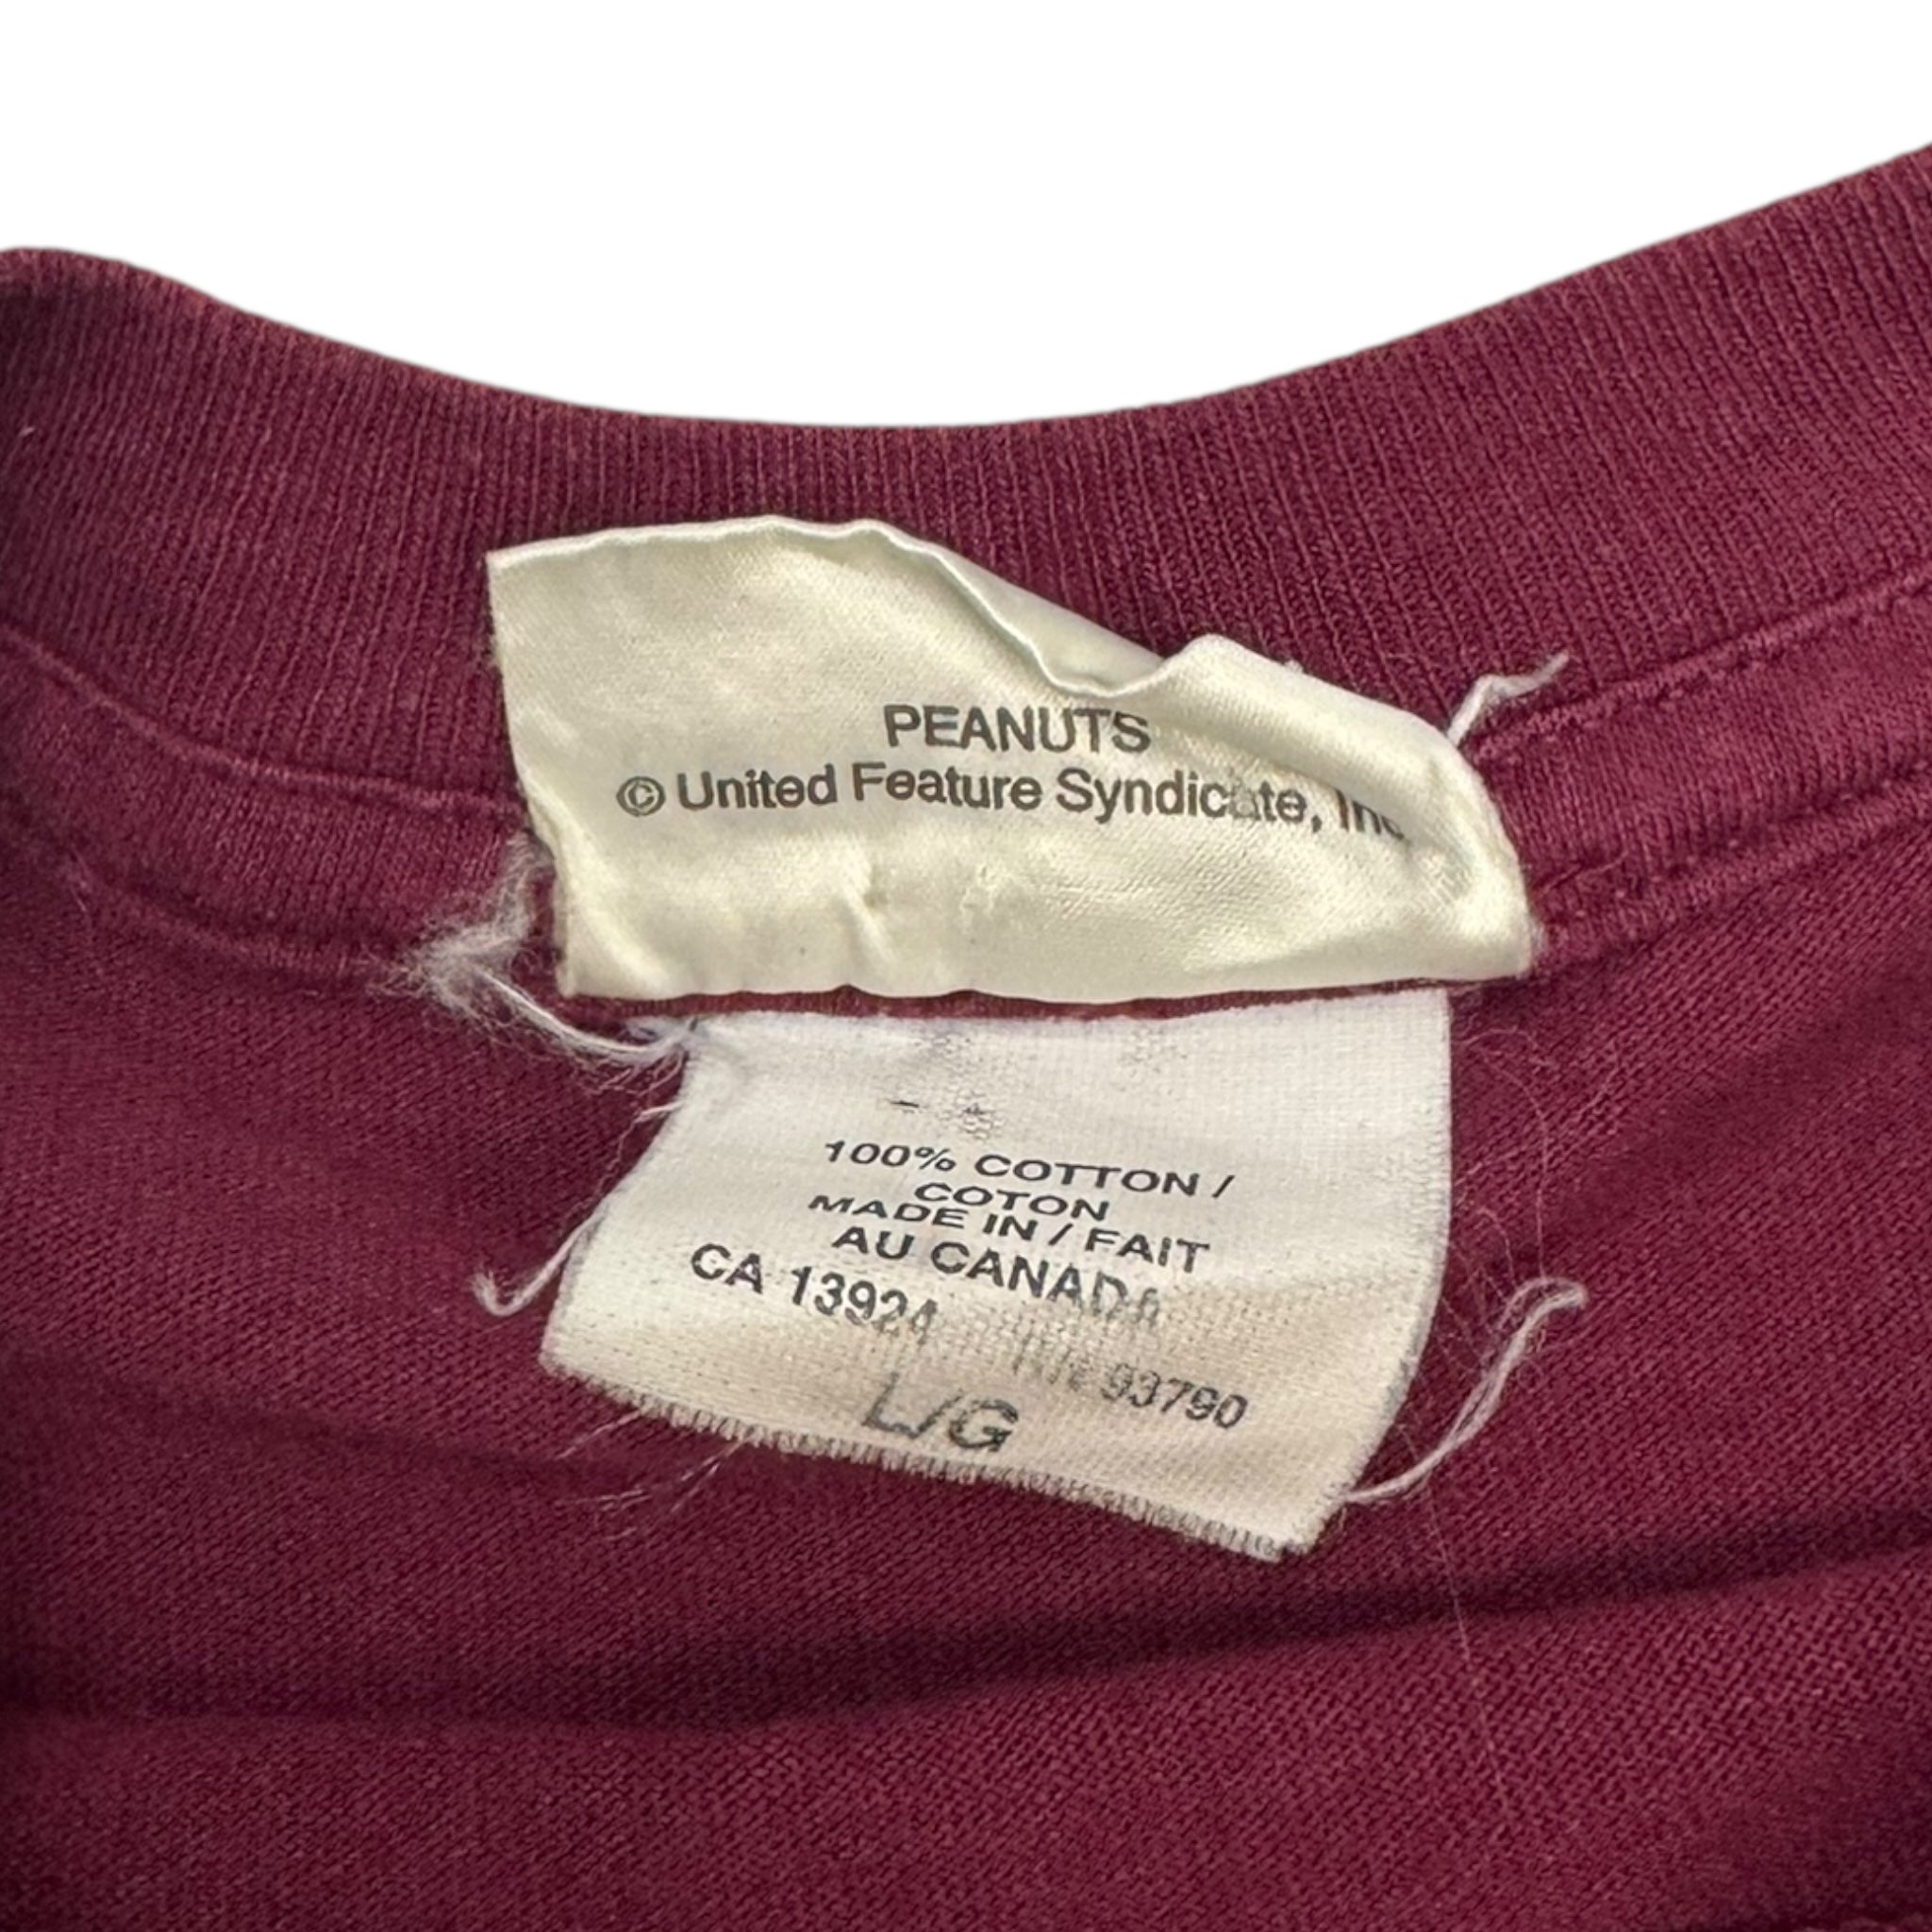 PEANUTS
© United Feature Syndicate, Inc
100% COTTON /
COTON
MADE IN / FAIT
AU CANADA
CA 13924 93790
L/G